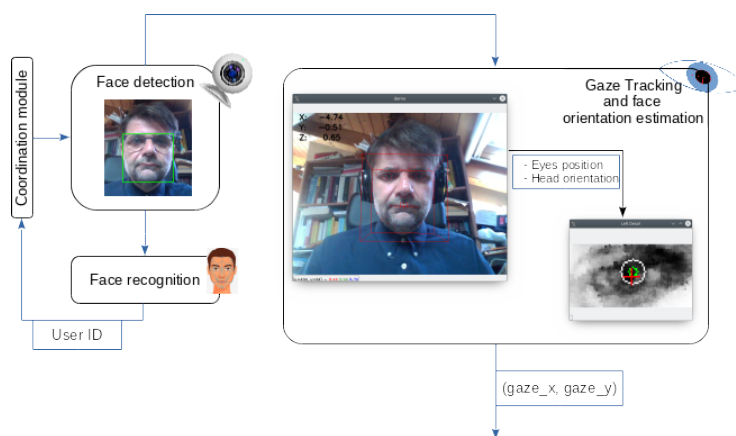 Coordination module
Face detection
Gaze Tracking
and face
orientation estimation
X: -4.74
Y: -0.51
Z: 0.65
- Eyes position
- Head orientation
Face recognition
User ID
(gaze_x, gaze_y)